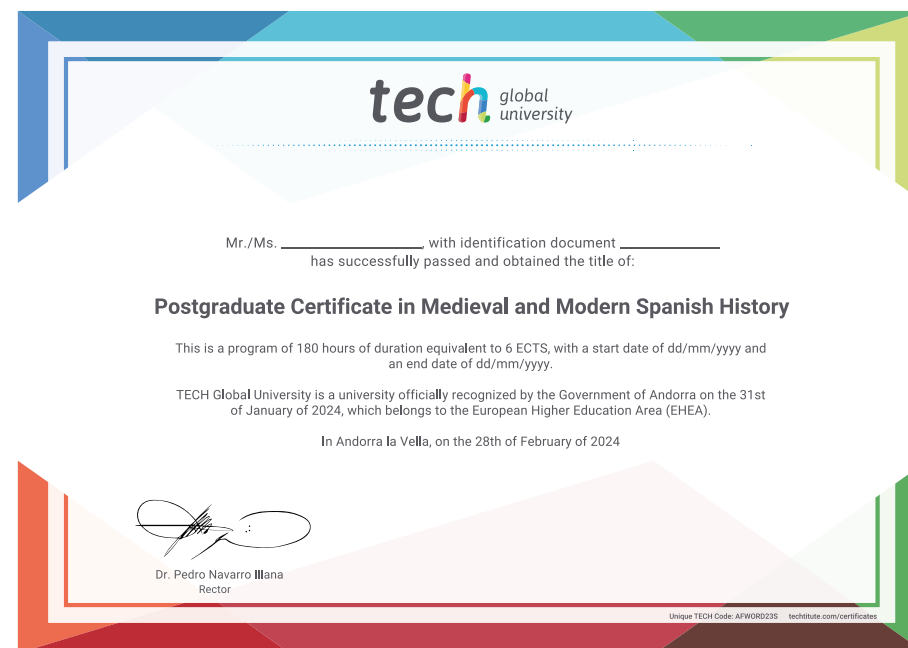 tech global university
Mr./Ms. ____________________, with identification document ______________
has successfully passed and obtained the title of:
Postgraduate Certificate in Medieval and Modern Spanish History
This is a program of 180 hours of duration equivalent to 6 ECTS, with a start date of dd/mm/yyyy and
an end date of dd/mm/yyyy.
TECH Global University is a university officially recognized by the Government of Andorra on the 31st
of January of 2024, which belongs to the European Higher Education Area (EHEA).
In Andorra la Vella, on the 28th of February of 2024
Dr. Pedro Navarro Illana
Rector
Unique TECH Code: AFWORD23S techtitute.com/certificates